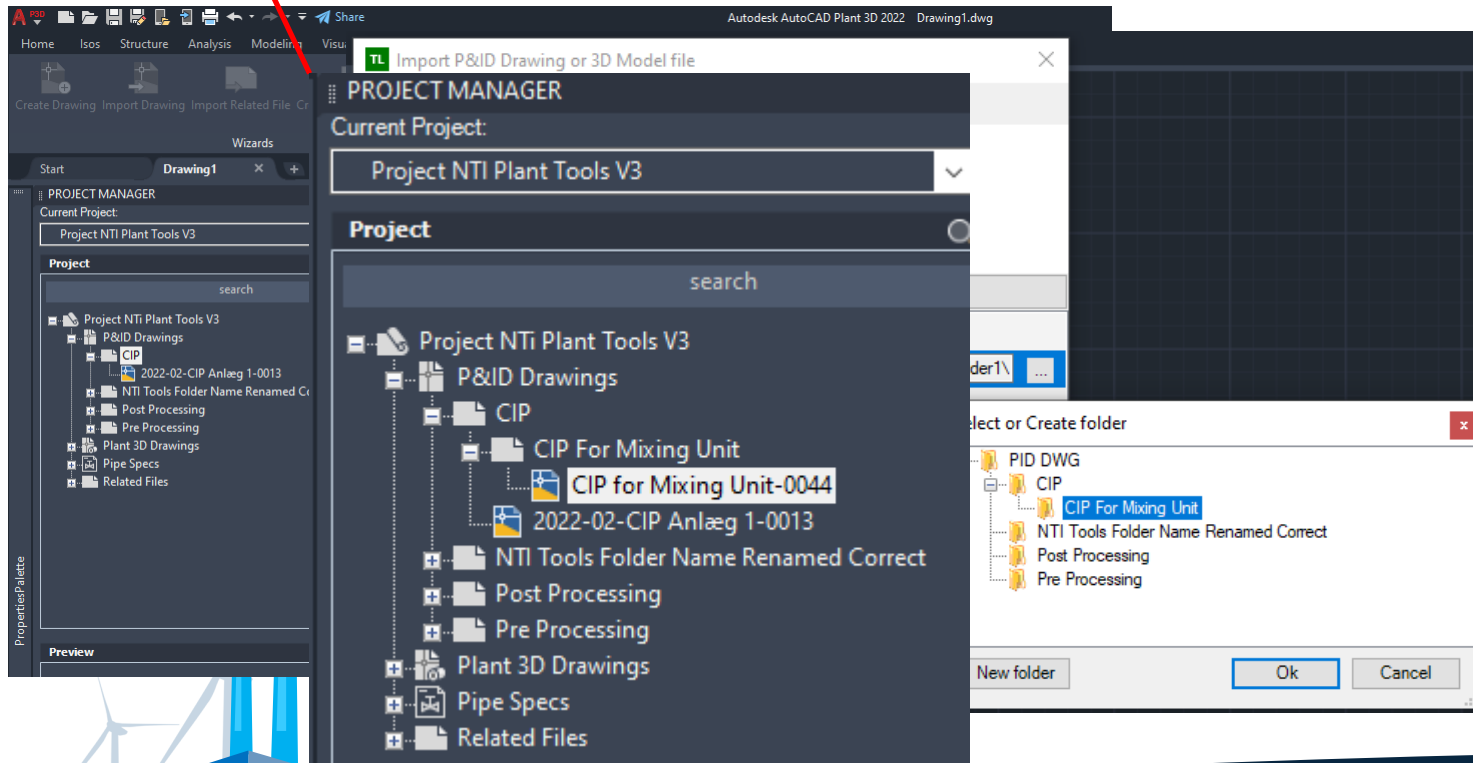 P3D
Share
Autodesk AutoCAD Plant 3D 2022 Drawing1.dwg
Home Isos Structure Analysis Modeling
Create Drawing Import Drawing Import Related File
Wizards
Start Drawing1
PROJECT MANAGER
Current Project:
Project NTI Plant Tools V3
Project
search
Project NTi Plant Tools V3
P&ID Drawings
CIP
2022-02-CIP Anlæg 1-0013
NTI Tools Folder Name Renamed
Post Processing
Pre Processing
Plant 3D Drawings
Pipe Specs
Related Files
PropertiesPalette
Preview
TL Import P&ID Drawing or 3D Model file
PROJECT MANAGER
Current Project:
Project NTI Plant Tools V3
Project
search
Project NTi Plant Tools V3
P&ID Drawings
CIP
CIP For Mixing Unit
CIP for Mixing Unit-0044
2022-02-CIP Anlæg 1-0013
NTI Tools Folder Name Renamed Correct
Post Processing
Pre Processing
Plant 3D Drawings
Pipe Specs
Related Files
der1\ ...
lect or Create folder
PID DWG
CIP
CIP For Mixing Unit
NTI Tools Folder Name Renamed Correct
Post Processing
Pre Processing
New folder Ok Cancel